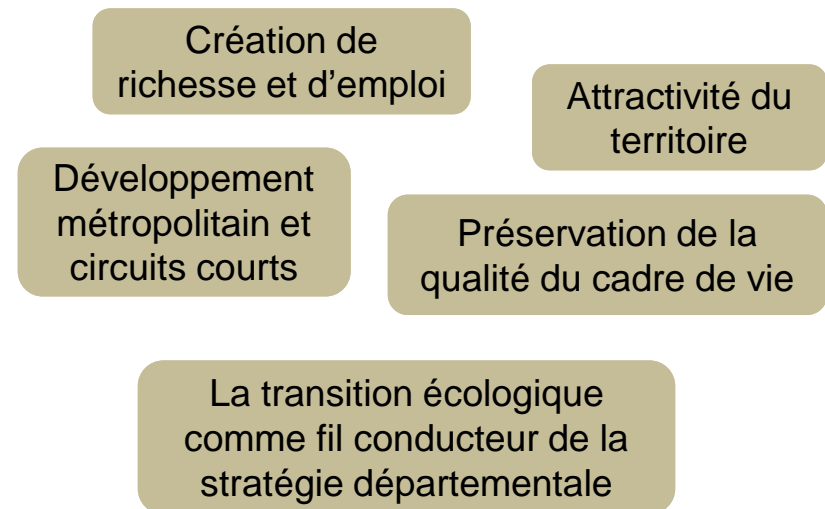 Création de
richesse et d'emploi
Attractivité du
territoire
Développement
métropolitain et
circuits courts
Préservation de la
qualité du cadre de vie
La transition écologique
comme fil conducteur de la
stratégie départementale